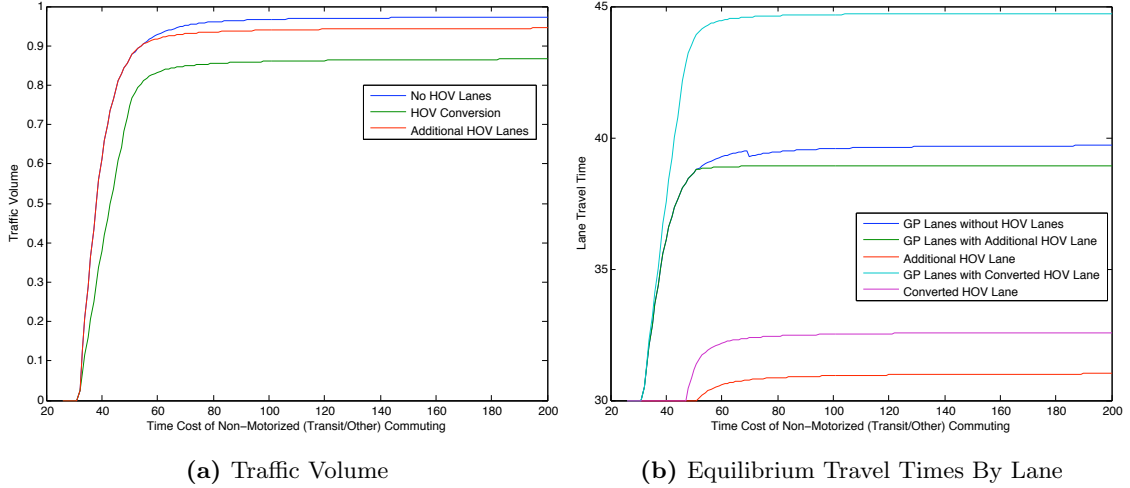 1
0.9
0.8
0.7
0.6
0.5
0.4
0.3
0.2
0.1
0
Traffic Volume
No HOV Lanes
HOV Conversion
Additional HOV Lanes
20 40 60 80 100 120 140 160 180 200
Time Cost of Non−Motorized (Transit/Other) Commuting
(a) Traffic Volume
45
40
35
30
Lane Travel Time
GP Lanes without HOV Lanes
GP Lanes with Additional HOV Lane
Additional HOV Lane
GP Lanes with Converted HOV Lane
Converted HOV Lane
20 40 60 80 100 120 140 160 180 200
Time Cost of Non−Motorized (Transit/Other) Commuting
(b) Equilibrium Travel Times By Lane